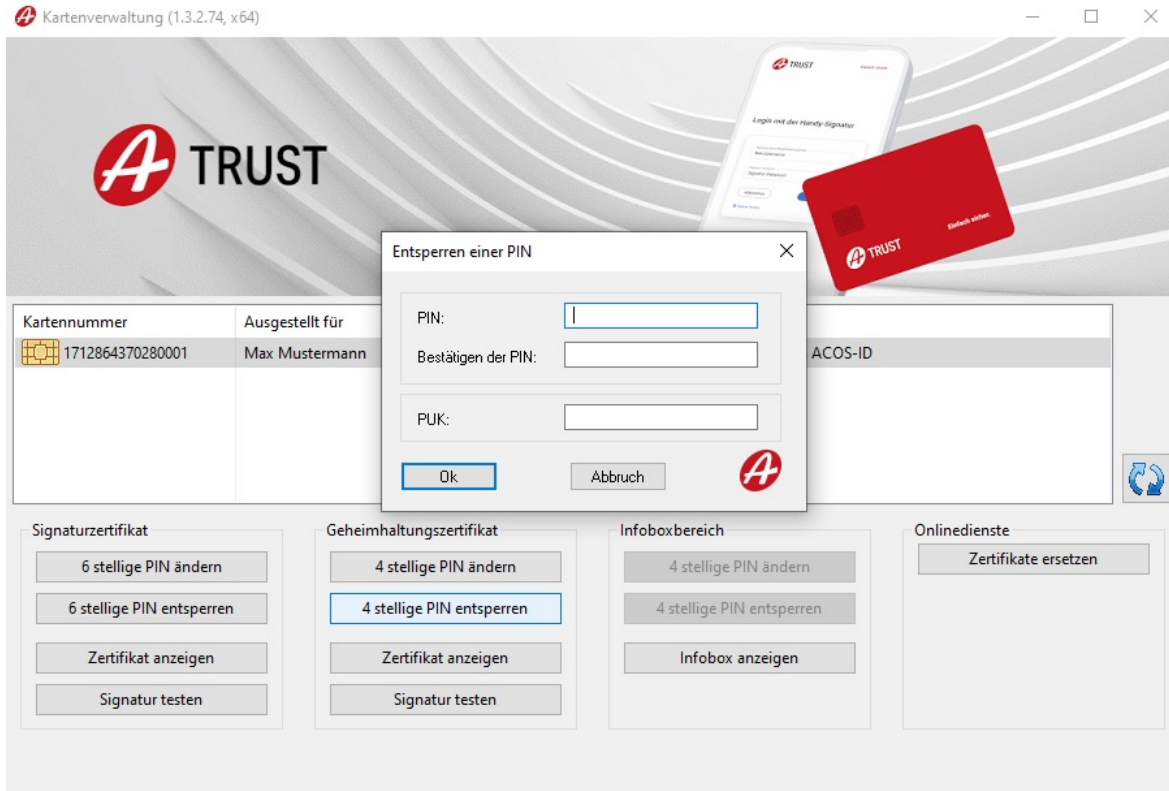 Kartenverwaltung (1.3.2.74, x64)
A TRUST
Login mit der Handy-Signatur
A TRUST
Einfach sicher.
A TRUST
Kartennummer
Ausgestellt für
1712864370280001
Max Mustermann
ACOS-ID
Entsperren einer PIN
PIN:
Bestätigen der PIN:
PUK:
Ok
Abbruch
A
Signaturzertifikat
6 stellige PIN ändern
6 stellige PIN entsperren
Zertifikat anzeigen
Signatur testen
Geheimhaltungszertifikat
4 stellige PIN ändern
4 stellige PIN entsperren
Zertifikat anzeigen
Signatur testen
Infoboxbereich
4 stellige PIN ändern
4 stellige PIN entsperren
Infobox anzeigen
Onlinedienste
Zertifikate ersetzen